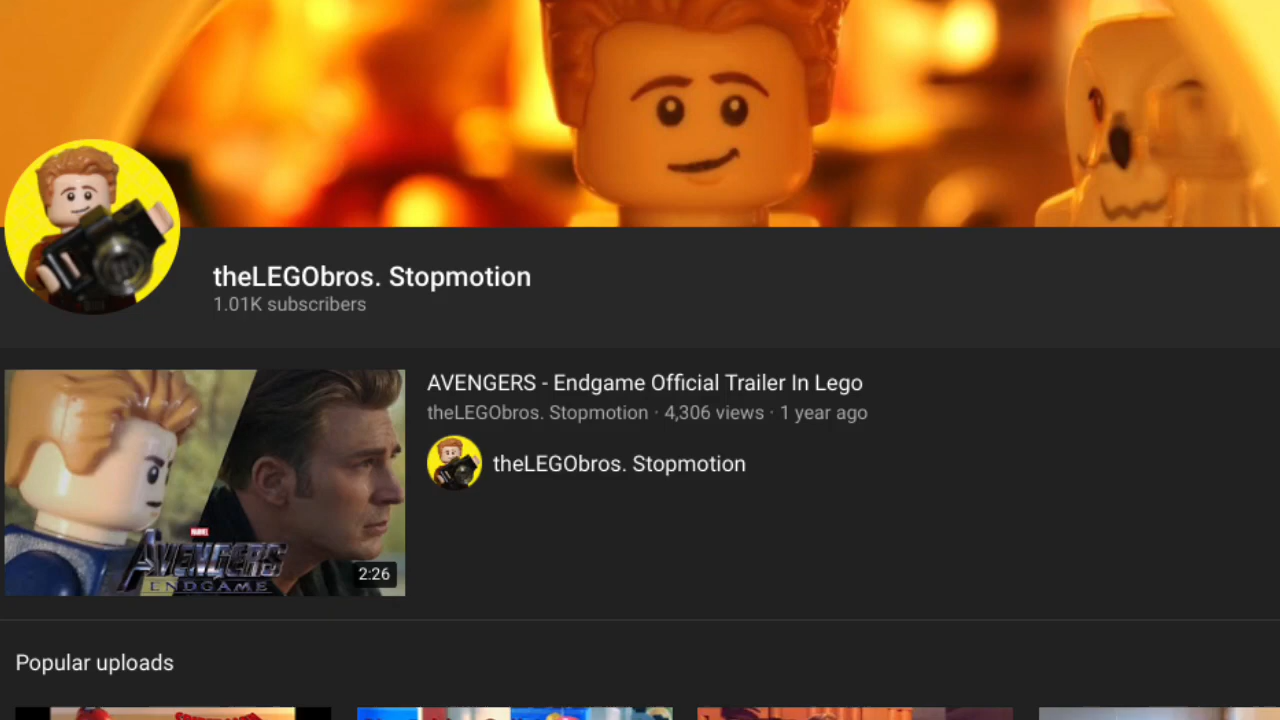 theLEGObros. Stopmotion
1.01K subscribers
AVENGERS - Endgame Official Trailer In Lego
theLEGObros. Stopmotion · 4,306 views · 1 year ago
theLEGObros. Stopmotion
MARVEL
AVENGERS
ENDGAME
2:26
Popular uploads